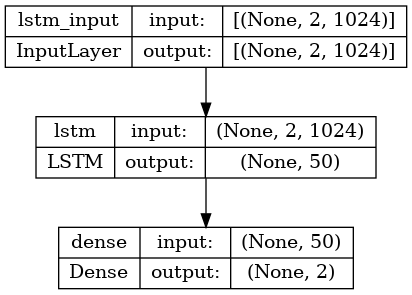 lstm_input input: [(None, 2, 1024)]
InputLayer output: [(None, 2, 1024)]
lstm input: (None, 2, 1024)
LSTM output: (None, 50)
dense input: (None, 50)
Dense output: (None, 2)